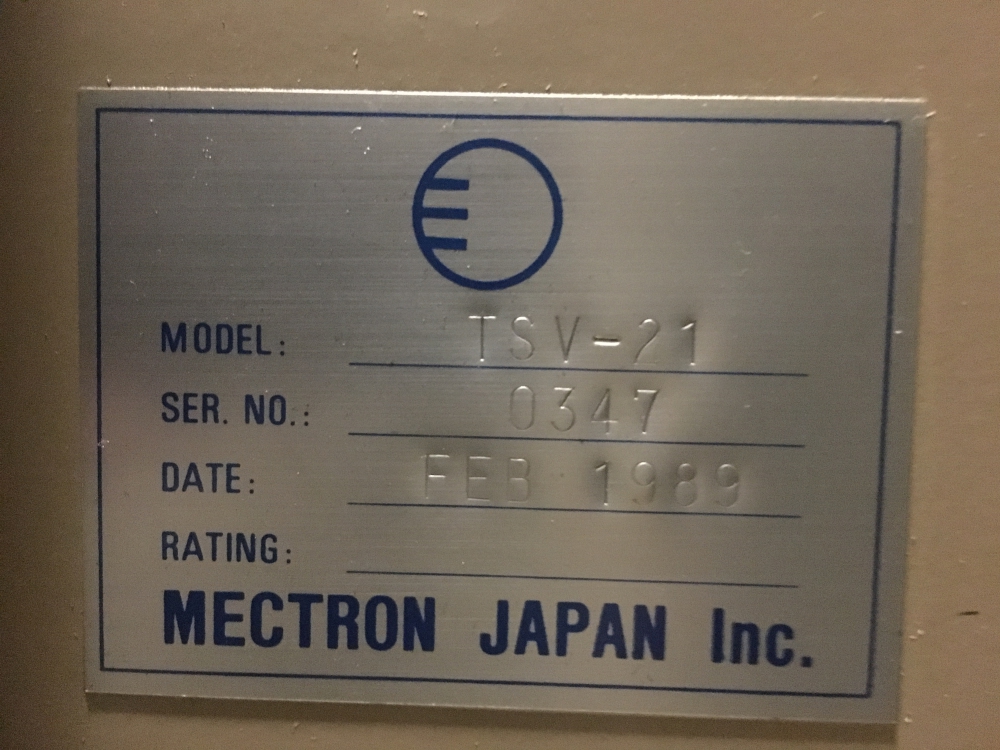 MODEL: TSV-21
SER. NO.: 0347
DATE: FEB 1989
RATING:
MECTRON JAPAN Inc.